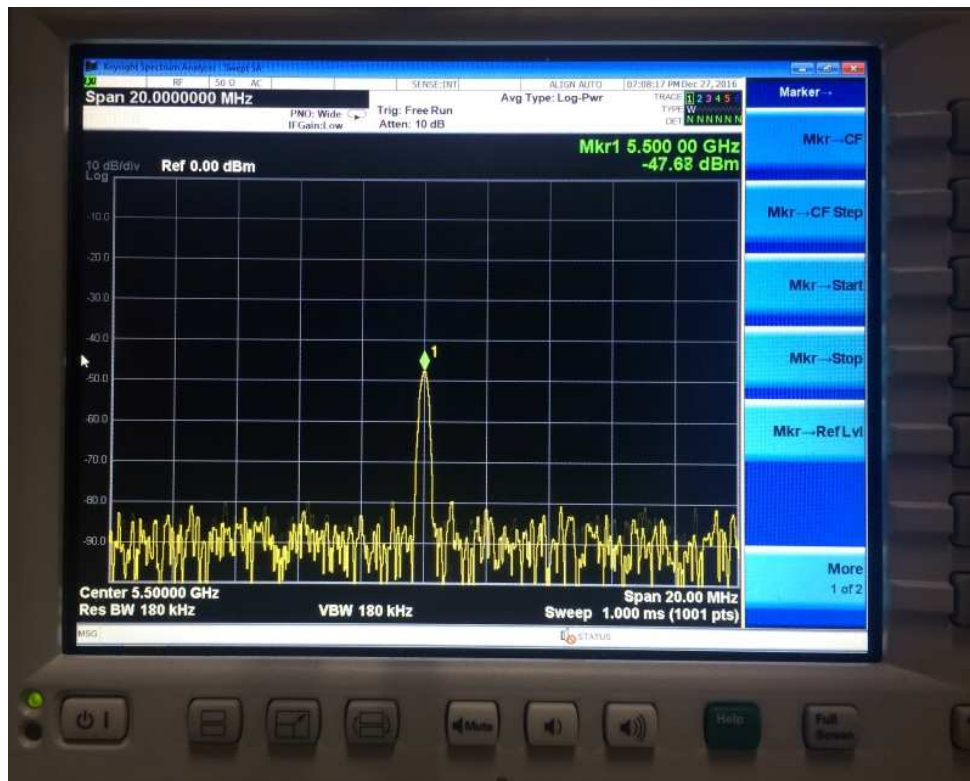 Keysight Spectrum Analyzer - Swept SA
RF 50 Ω AC SENSE:INT ALIGN AUTO 07:08:17 PM Dec 27, 2016
Span 20.0000000 MHz
PNO: Wide
IFGain:Low
Trig: Free Run
Atten: 10 dB
Avg Type: Log-Pwr
TRACE 1 2 3 4 5
TYPE W
DET N N N N N N
Mkr1 5.500 00 GHz
-47.68 dBm
10 dB/div
Log
Ref 0.00 dBm
-10.0
-20.0
-30.0
-40.0
-50.0
-60.0
-70.0
-80.0
-90.0
1
Center 5.50000 GHz
Span 20.00 MHz
Res BW 180 kHz
VBW 180 kHz
Sweep 1.000 ms (1001 pts)
MSG
STATUS
Marker→
Mkr→CF
Mkr→CF Step
Mkr→Start
Mkr→Stop
Mkr→Ref Lvl
More
1 of 2
Mute
Help
Full
Screen